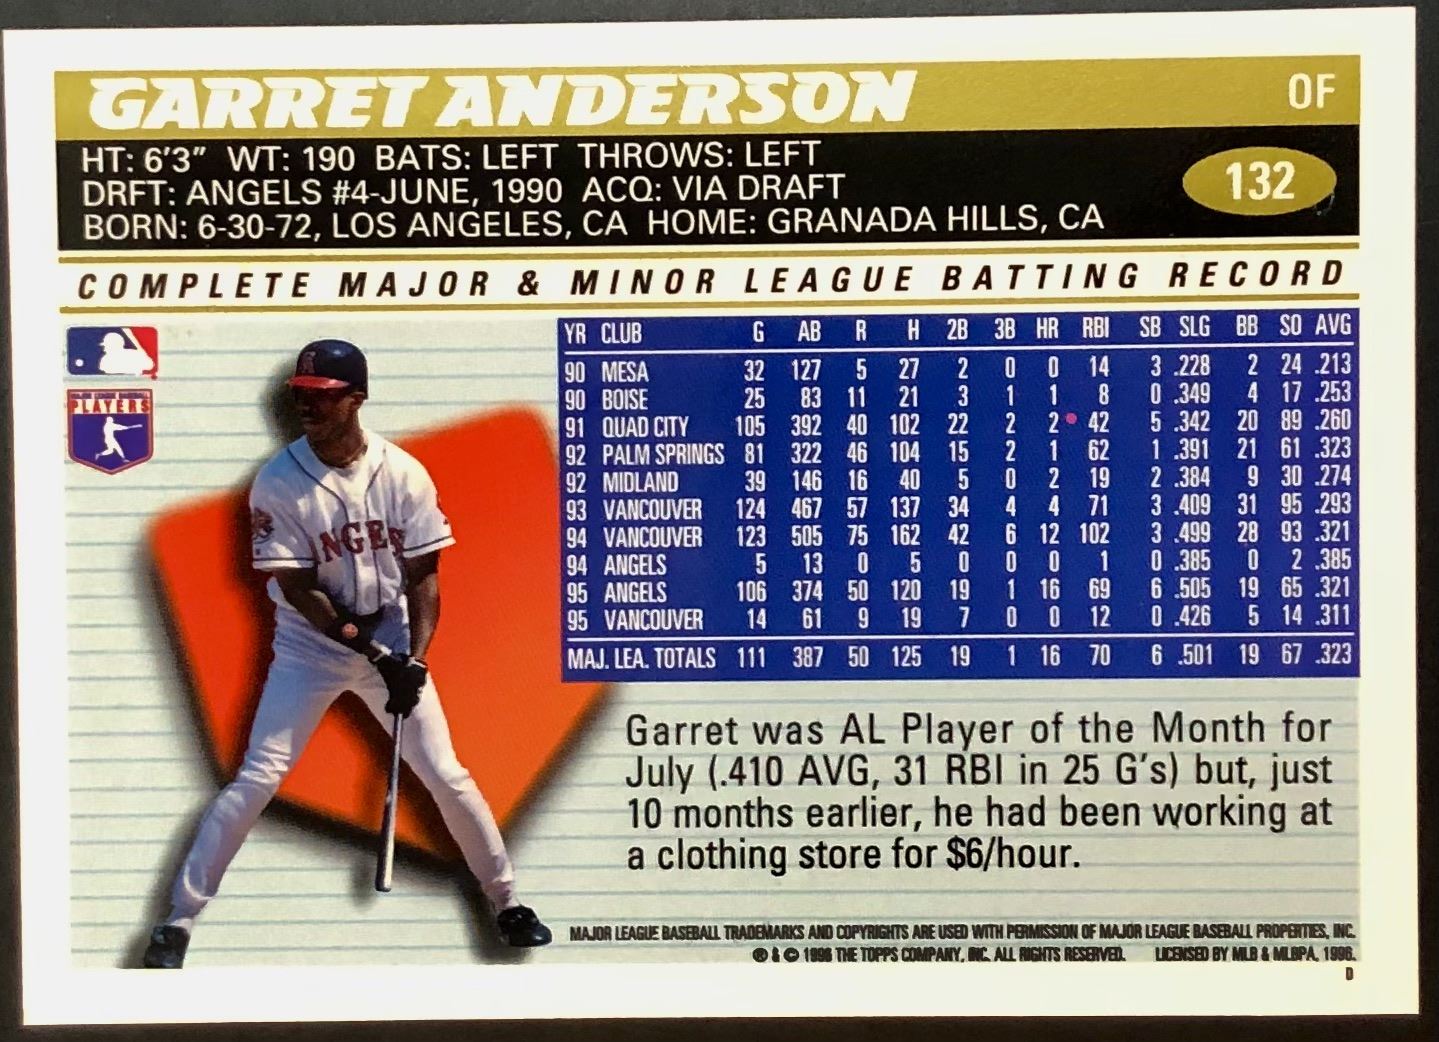 GARRET ANDERSON OF
HT: 6'3" WT: 190 BATS: LEFT THROWS: LEFT
DRFT: ANGELS #4-JUNE, 1990 ACQ: VIA DRAFT
BORN: 6-30-72, LOS ANGELES, CA HOME: GRANADA HILLS, CA
132
COMPLETE MAJOR & MINOR LEAGUE BATTING RECORD
MAJOR LEAGUE BASEBALL
PLAYERS
YR CLUB G AB R H 2B 3B HR RBI SB SLG BB SO AVG
90 MESA 32 127 5 27 2 0 0 14 3 .228 2 24 .213
90 BOISE 25 83 11 21 3 1 1 8 0 .349 4 17 .253
91 QUAD CITY 105 392 40 102 22 2 2 42 5 .342 20 89 .260
92 PALM SPRINGS 81 322 46 104 15 2 1 62 1 .391 21 61 .323
92 MIDLAND 39 146 16 40 5 0 2 19 2 .384 9 30 .274
93 VANCOUVER 124 467 57 137 34 4 4 71 3 .409 31 95 .293
94 VANCOUVER 123 505 75 162 42 6 12 102 3 .499 28 93 .321
94 ANGELS 5 13 0 5 0 0 0 1 0 .385 0 2 .385
95 ANGELS 106 374 50 120 19 1 16 69 6 .505 19 65 .321
95 VANCOUVER 14 61 9 19 7 0 0 12 0 .426 5 14 .311
MAJ. LEA. TOTALS 111 387 50 125 19 1 16 70 6 .501 19 67 .323
NGE
Garret was AL Player of the Month for
July (.410 AVG, 31 RBI in 25 G's) but, just
10 months earlier, he had been working at
a clothing store for $6/hour.
MAJOR LEAGUE BASEBALL TRADEMARKS AND COPYRIGHTS ARE USED WITH PERMISSION OF MAJOR LEAGUE BASEBALL PROPERTIES, INC.
® & © 1996 THE TOPPS COMPANY, INC. ALL RIGHTS RESERVED. LICENSED BY MLB & MLBPA, 1996.
D